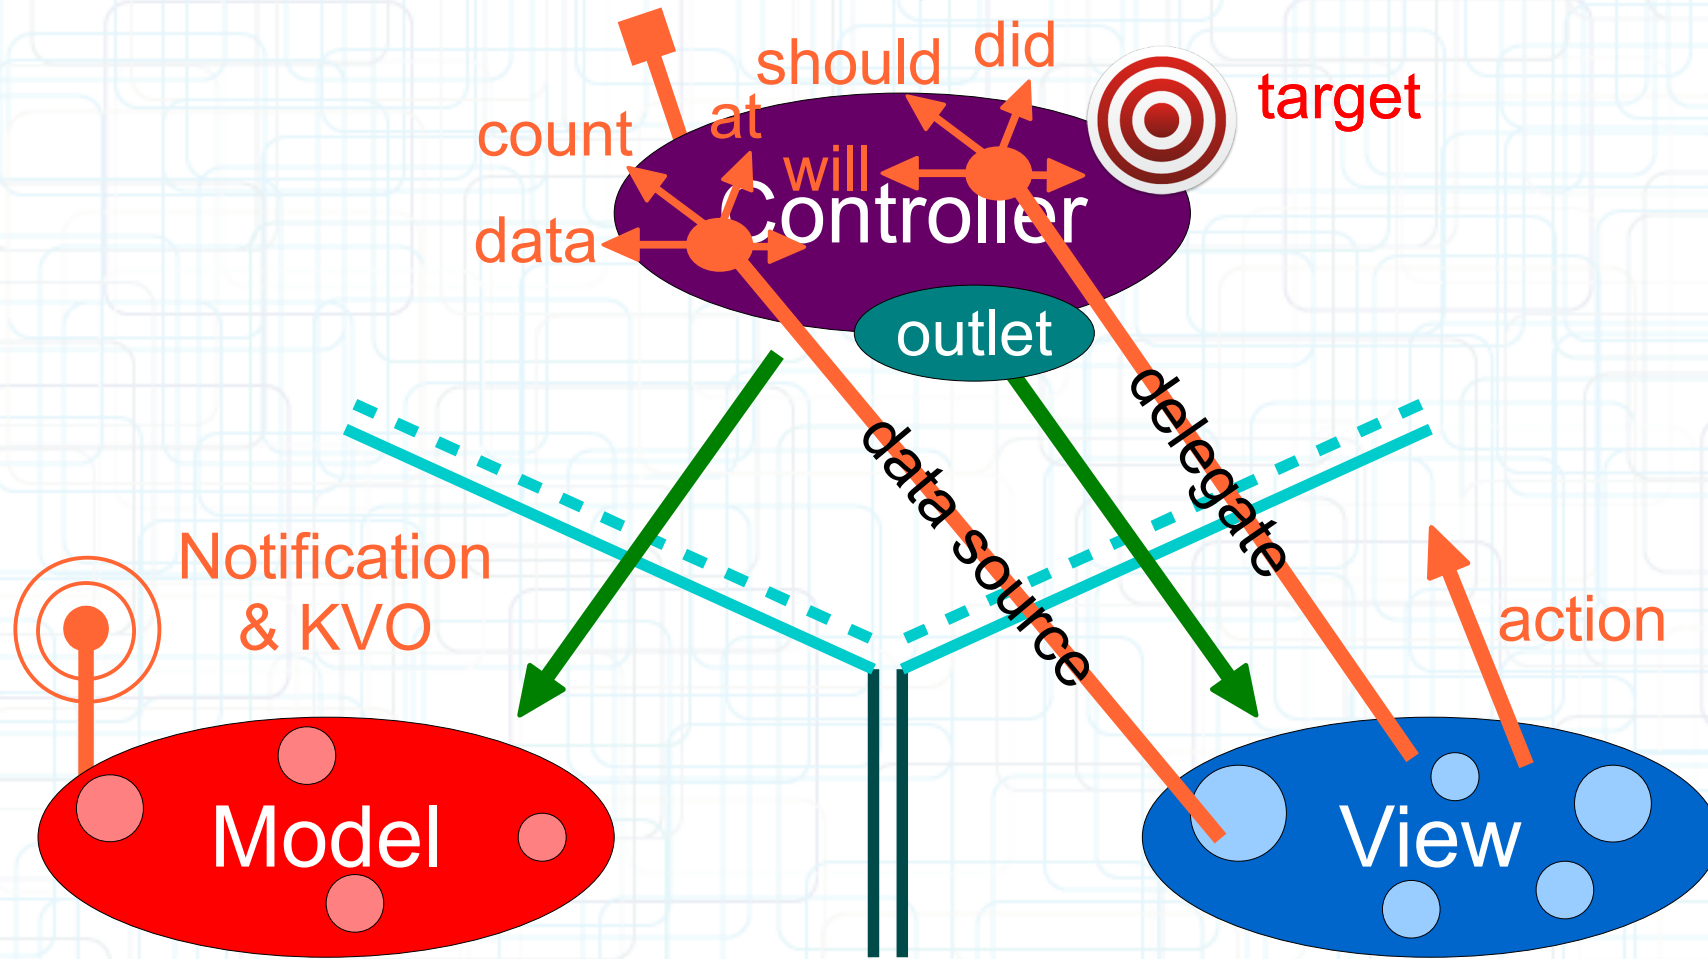 should
did
target
count
at
will
data
Controller
outlet
delegate
data source
Notification
& KVO
action
Model
View